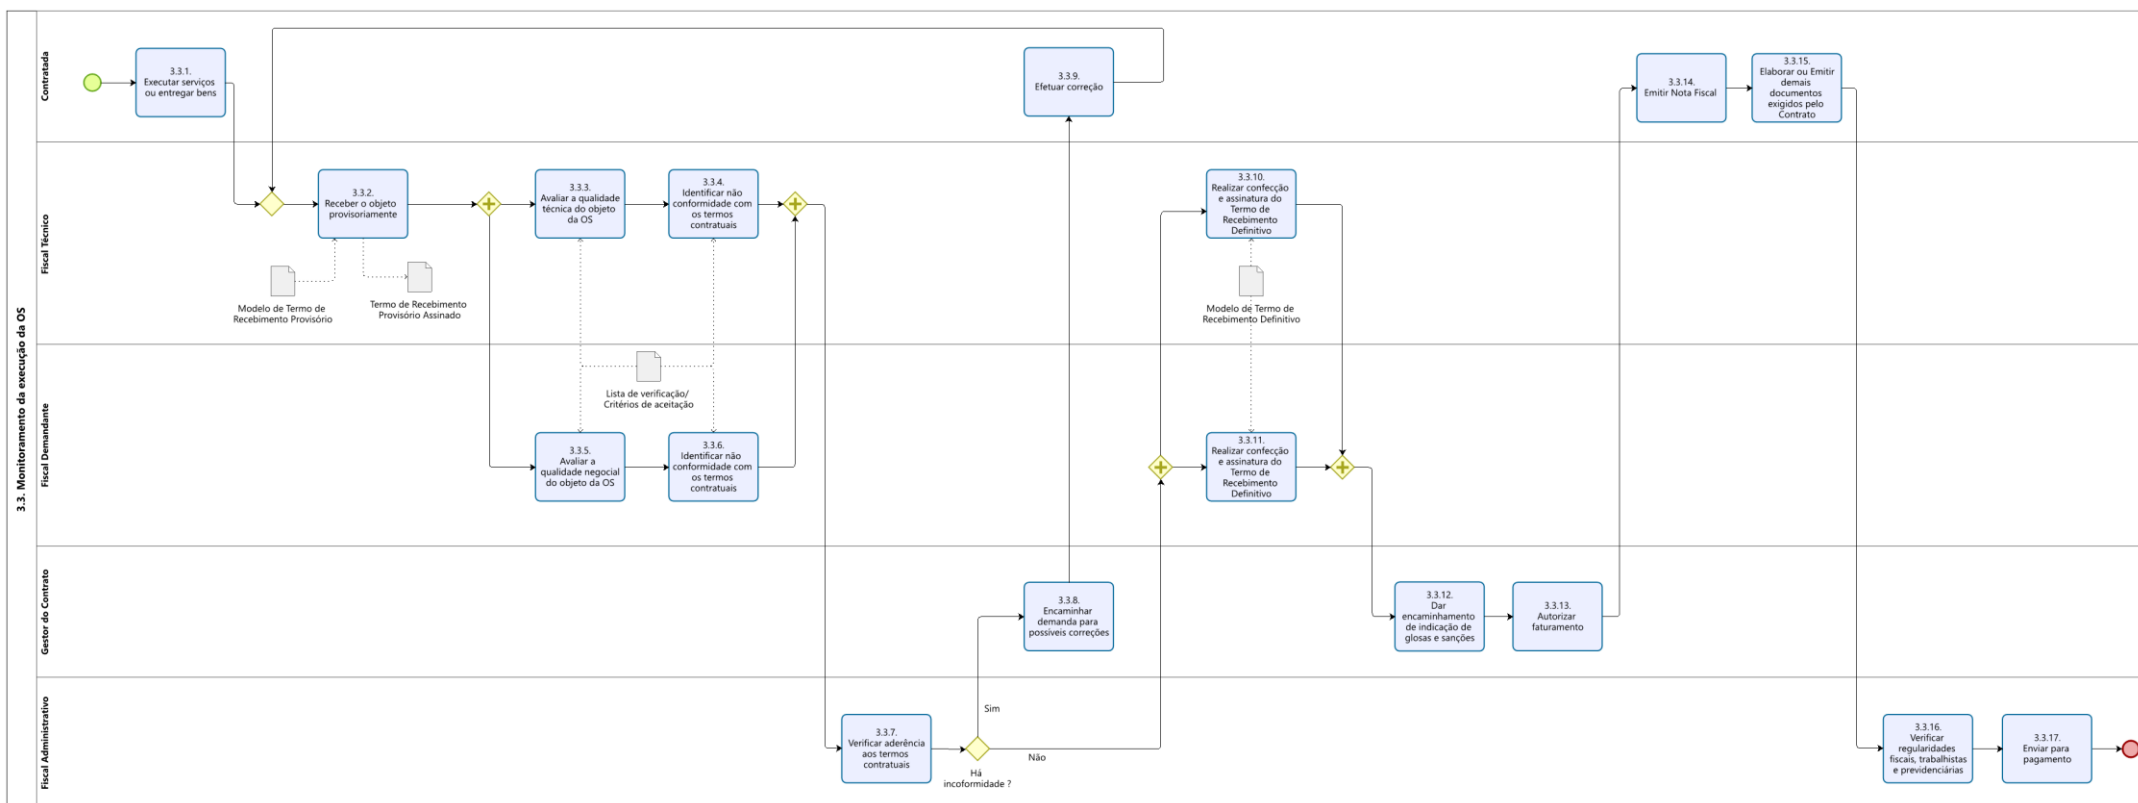 3.3. Monitoramento da execução da OS
Contratada
3.3.1.
Executar serviços
ou entregar bens
3.3.9.
Efetuar correção
3.3.14.
Emitir Nota Fiscal
3.3.15.
Elaborar ou Emitir
demais
documentos
exigidos pelo
Contrato
Fiscal Técnico
3.3.2.
Receber o objeto
provisoriamente
3.3.3.
Avaliar a qualidade
técnica do objeto
da OS
3.3.4.
Identificar não
conformidade com
os termos
contratuais
3.3.10.
Realizar confecção
e assinatura do
Termo de
Recebimento
Definitivo
Modelo de Termo de
Recebimento Provisório
Termo de Recebimento
Provisório Assinado
Modelo de Termo de
Recebimento Definitivo
Fiscal Demandante
Lista de verificação/
Critérios de aceitação
3.3.5.
Avaliar a
qualidade negocial
do objeto da OS
3.3.6.
Identificar não
conformidade com
os termos
contratuais
3.3.11.
Realizar confecção
e assinatura do
Termo de
Recebimento
Definitivo
Gestor do Contrato
3.3.8.
Encaminhar
demanda para
possíveis correções
3.3.12.
Dar
encaminhamento
de indicação de
glosas e sanções
3.3.13.
Autorizar
faturamento
Fiscal Administrativo
3.3.7.
Verificar aderência
aos termos
contratuais
Sim
Não
Há
incoformidade ?
3.3.16.
Verificar
regularidades
fiscais, trabalhistas
e previdenciárias
3.3.17.
Enviar para
pagamento